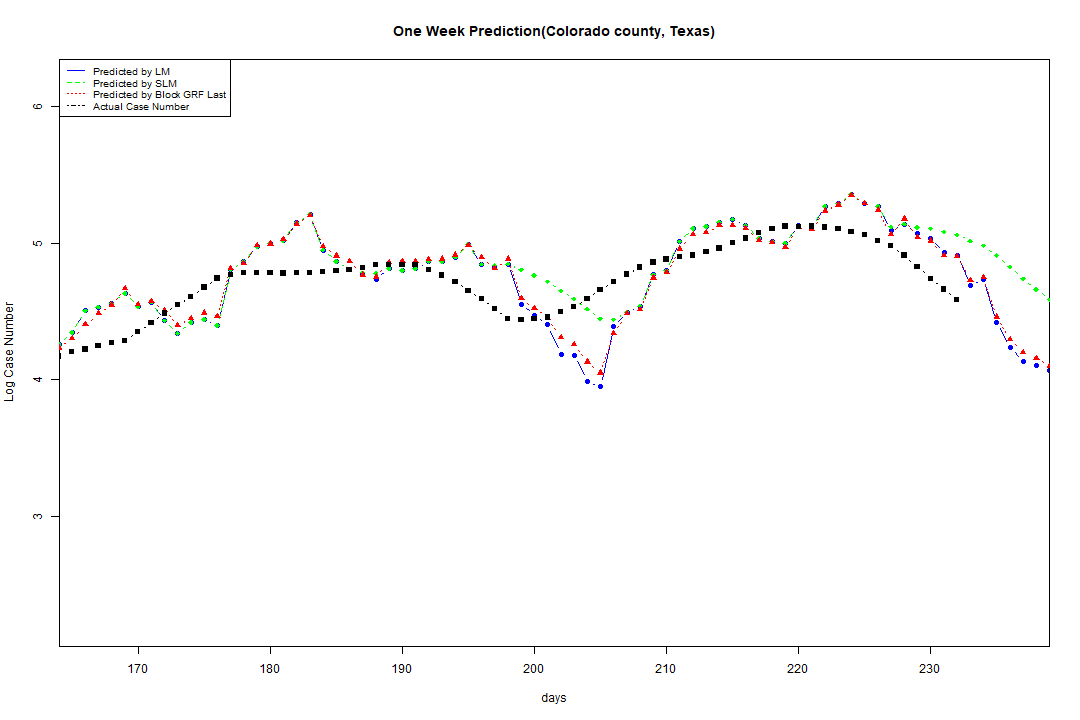 One Week Prediction(Colorado county, Texas)
Predicted by LM
Predicted by SLM
Predicted by Block GRF Last
Actual Case Number
6
5
4
3
Log Case Number
170 180 190 200 210 220 230
days